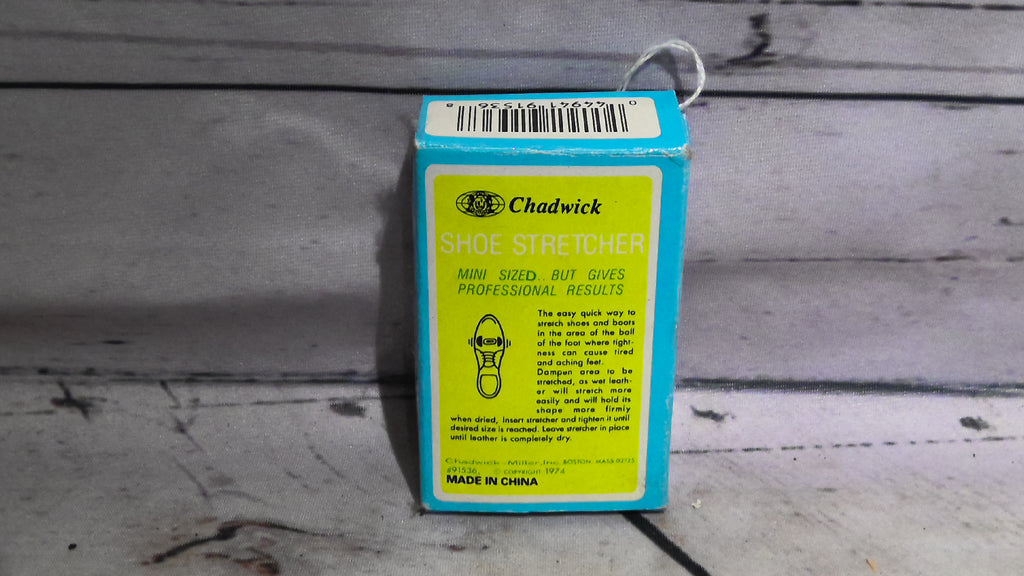 0 44941 91536 8
Chadwick
SHOE STRETCHER
MINI SIZED.. BUT GIVES
PROFESSIONAL RESULTS
The easy quick way to
stretch shoes and boots
in the area of the ball
of the foot where tight-
ness can cause tired
and aching feet.
Dampen area to be
stretched, as wet leath-
er will stretch more
easily and will hold its
shape more firmly
when dried, Insert stretcher and tighten it until
desired size is reached. Leave stretcher in place
until leather is completely dry.
Chadwick-Miller, Inc. BOSTON, MASS
#91536, © COPYRIGHT 1974
MADE IN CHINA